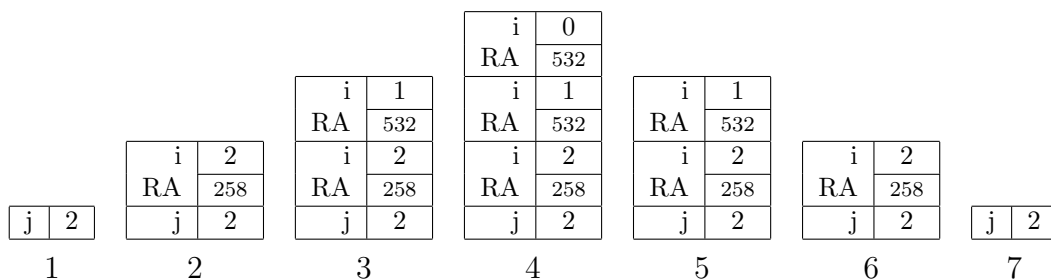 i 0
RA 532
i 1 i 1 i 1
RA 532 RA 532 RA 532
i 2 i 2 i 2 i 2 i 2
RA 258 RA 258 RA 258 RA 258 RA 258
j 2 j 2 j 2 j 2 j 2 j 2 j 2
1 2 3 4 5 6 7